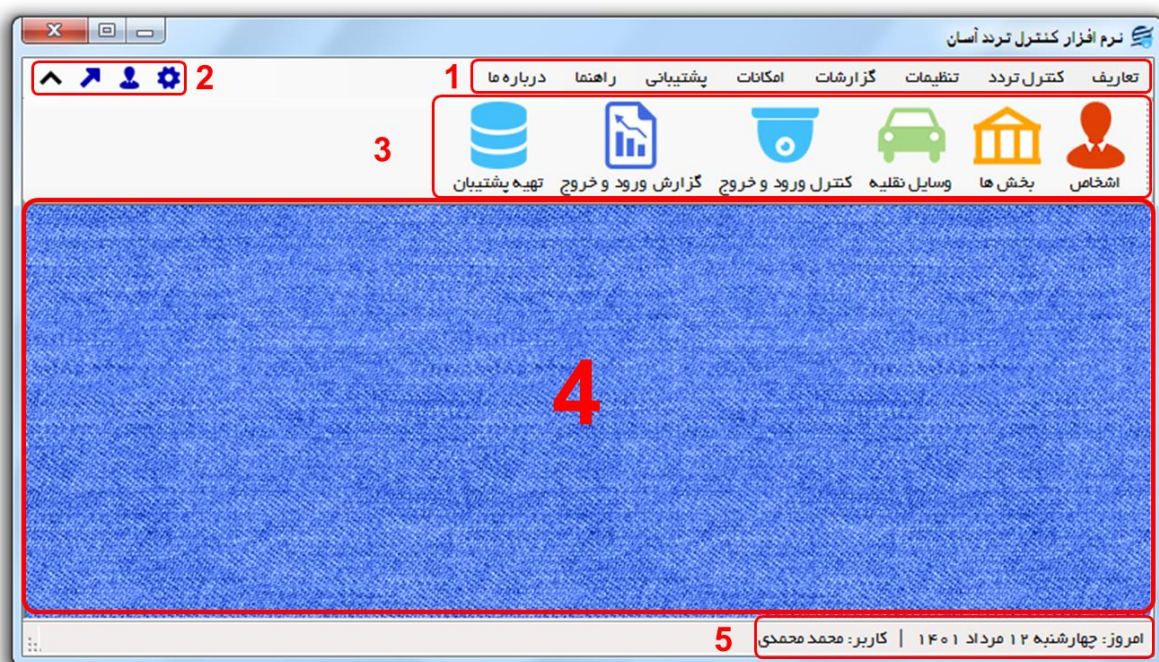 نرم افزار کنترل تردد آسان
تعاریف کنترل تردد تنظیمات گزارشات امکانات پشتیبانی راهنما درباره ما 1
2
اشخاص بخش ها وسایل نقلیه کنترل ورود و خروج گزارش ورود و خروج تهیه پشتیبان
3
4
امروز: چهارشنبه ۱۲ مرداد ۱۴۰۱ | کاربر: محمد محمدی 5